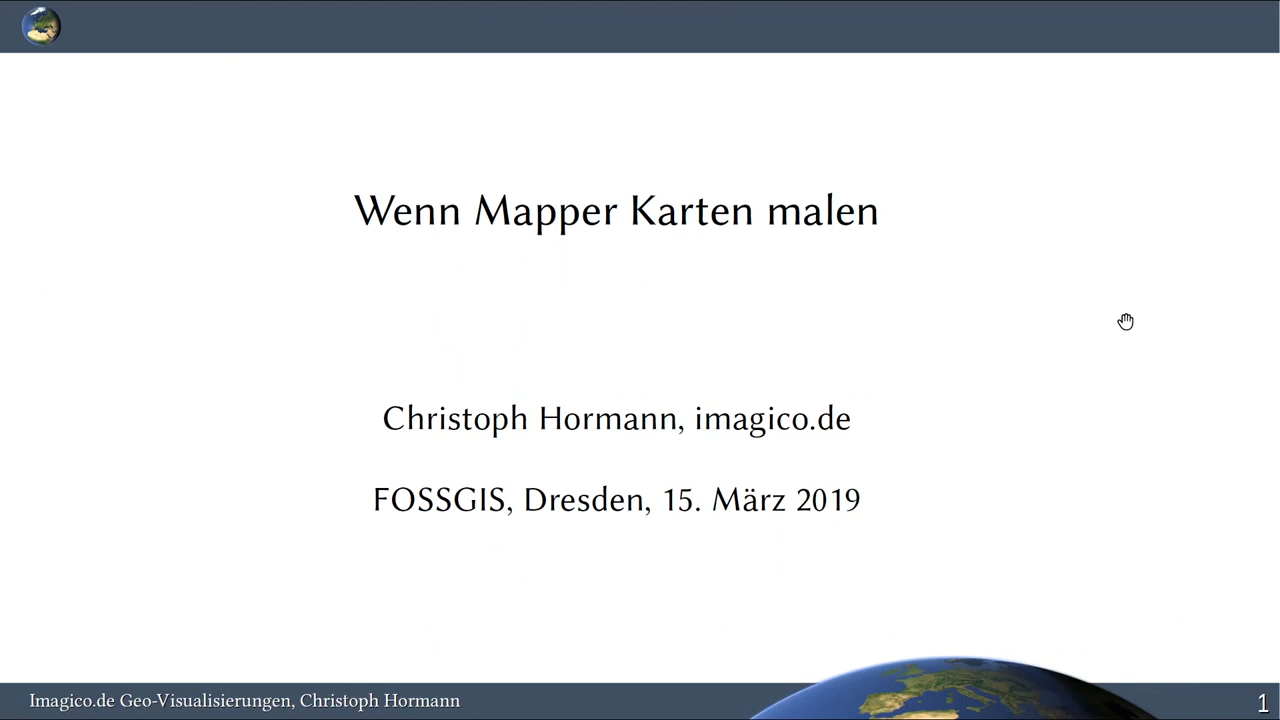 Wenn Mapper Karten malen
Christoph Hormann, imagico.de
FOSSGIS, Dresden, 15. März 2019
Imagico.de Geo-Visualisierungen, Christoph Hormann
1